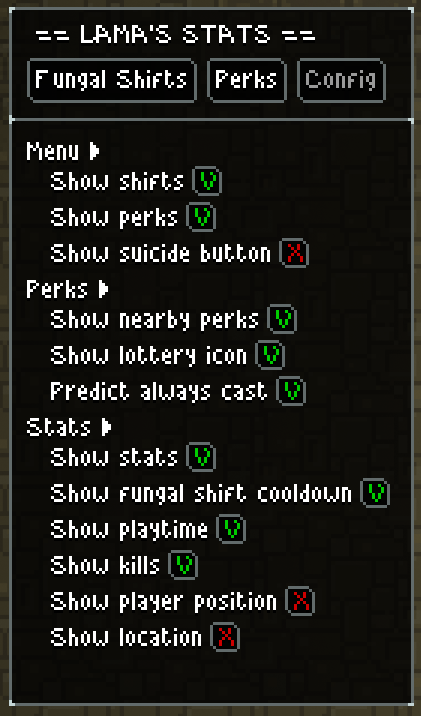 == LAMA'S STATS ==
Fungal Shifts Perks Config
Menu
Show shifts V
Show perks V
Show suicide button X
Perks
Show nearby perks V
Show lottery icon V
Predict always cast V
Stats
Show stats V
Show fungal shift cooldown V
Show playtime V
Show kills V
Show player position X
Show location X